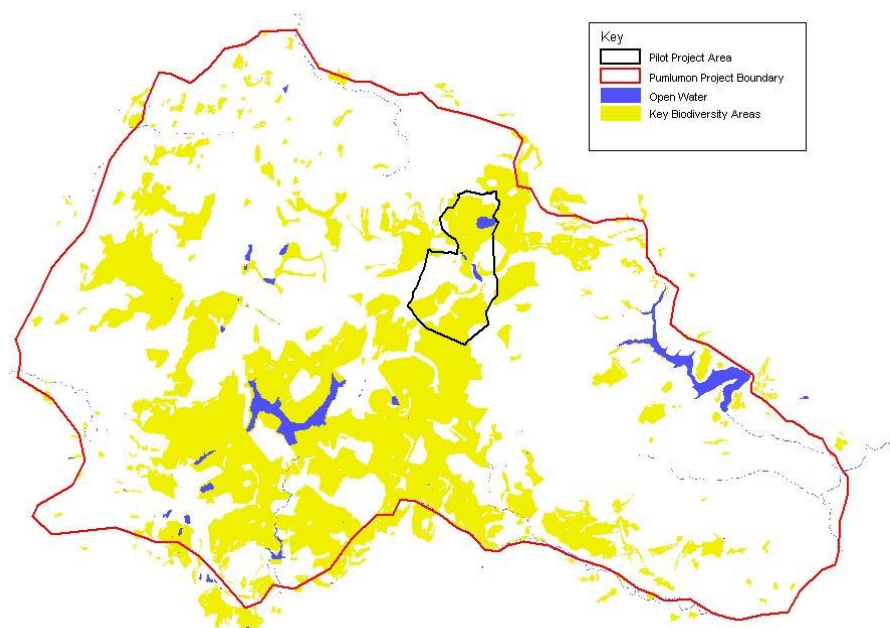 Key
Pilot Project Area
Pumlumon Project Boundary
Open Water
Key Biodiversity Areas